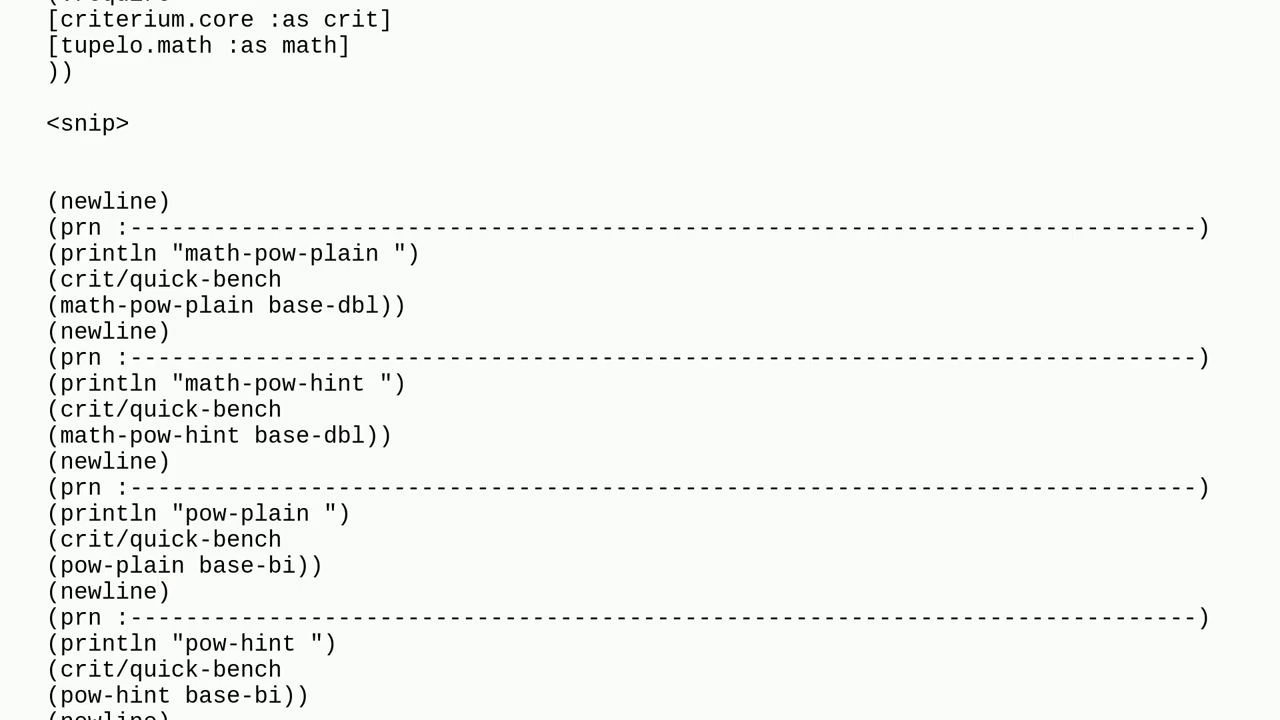 [criterium.core :as crit]
[tupelo.math :as math]
))
<snip>
(newline)
(prn :-----------------------------------------------------------------------------)
(println "math-pow-plain ")
(crit/quick-bench
(math-pow-plain base-dbl))
(newline)
(prn :-----------------------------------------------------------------------------)
(println "math-pow-hint ")
(crit/quick-bench
(math-pow-hint base-dbl))
(newline)
(prn :-----------------------------------------------------------------------------)
(println "pow-plain ")
(crit/quick-bench
(pow-plain base-bi))
(newline)
(prn :-----------------------------------------------------------------------------)
(println "pow-hint ")
(crit/quick-bench
(pow-hint base-bi))
(newline)